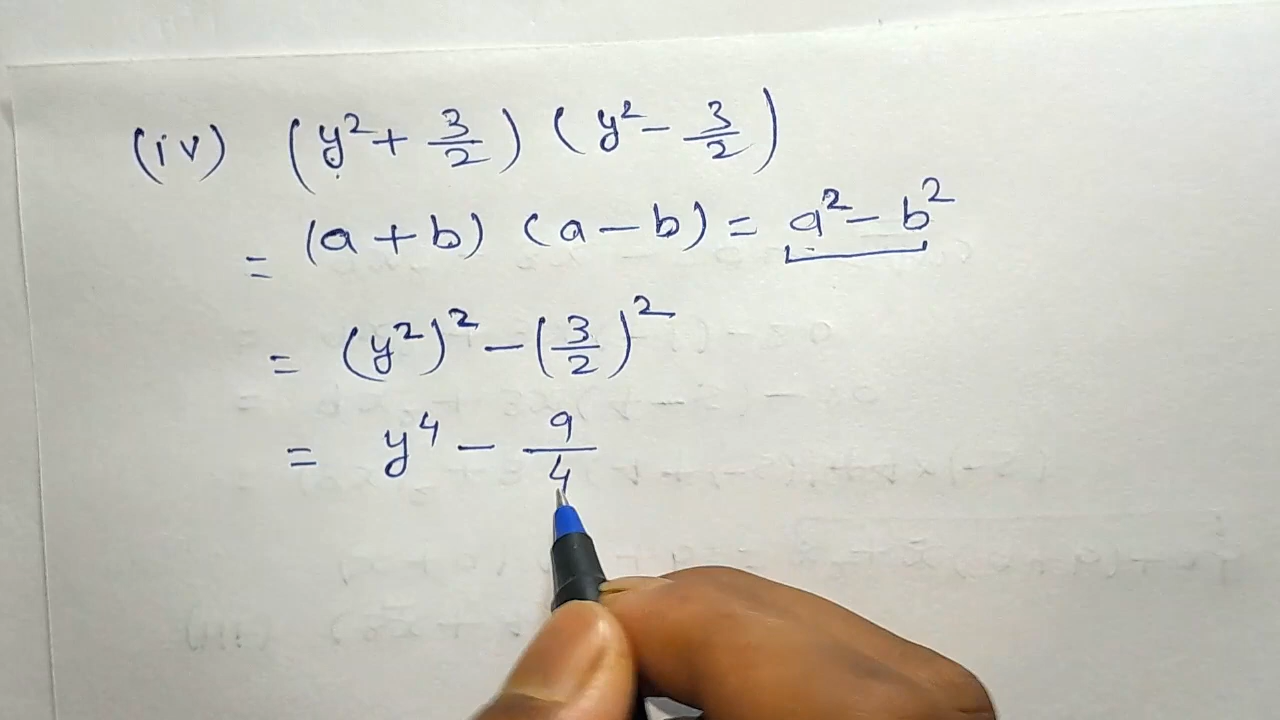 (iv) (y² + 3/2) (y² - 3/2)
= (a + b) (a - b) = a² - b²
= (y²)² - (3/2)²
= y⁴ - 9/4